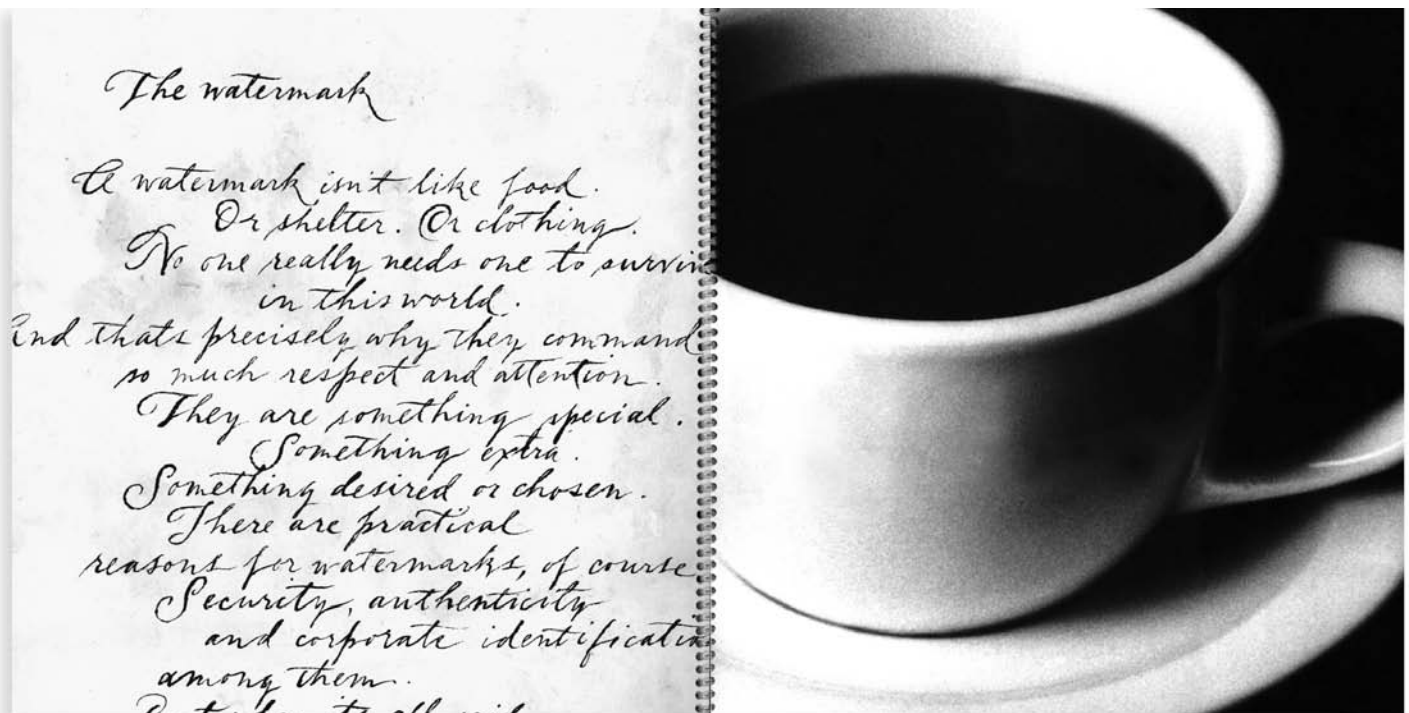 The watermark
A watermark isn't like food.
Or shelter. Or clothing.
No one really needs one to surviv
in this world.
And thats precisely why they command
so much respect and attention.
They are something special.
Something extra.
Something desired or chosen.
There are practical
reasons for watermarks, of course
Security, authenticity
and corporate identificatio
among them.